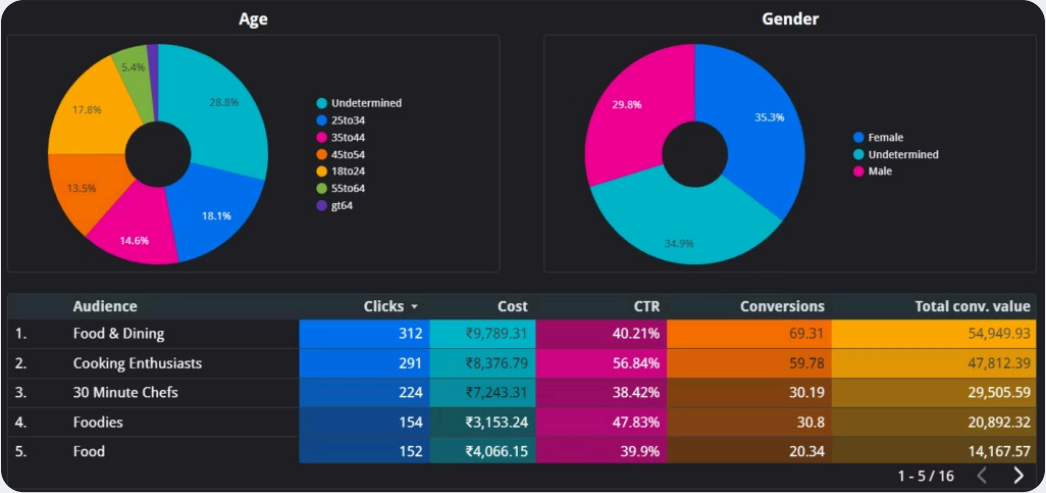 Age
Gender
5.4%
28.8%
17.8%
13.5%
18.1%
14.6%
Undetermined
25to34
35to44
45to54
18to24
55to64
gt64
29.8%
35.3%
34.9%
Female
Undetermined
Male
Audience Clicks Cost CTR Conversions Total conv. value
1. Food & Dining 312 ₹9,789.31 40.21% 69.31 54,949.93
2. Cooking Enthusiasts 291 ₹8,376.79 56.84% 59.78 47,812.39
3. 30 Minute Chefs 224 ₹7,243.31 38.42% 30.19 29,505.59
4. Foodies 154 ₹3,153.24 47.83% 30.8 20,892.32
5. Food 152 ₹4,066.15 39.9% 20.34 14,167.57
1 - 5 / 16